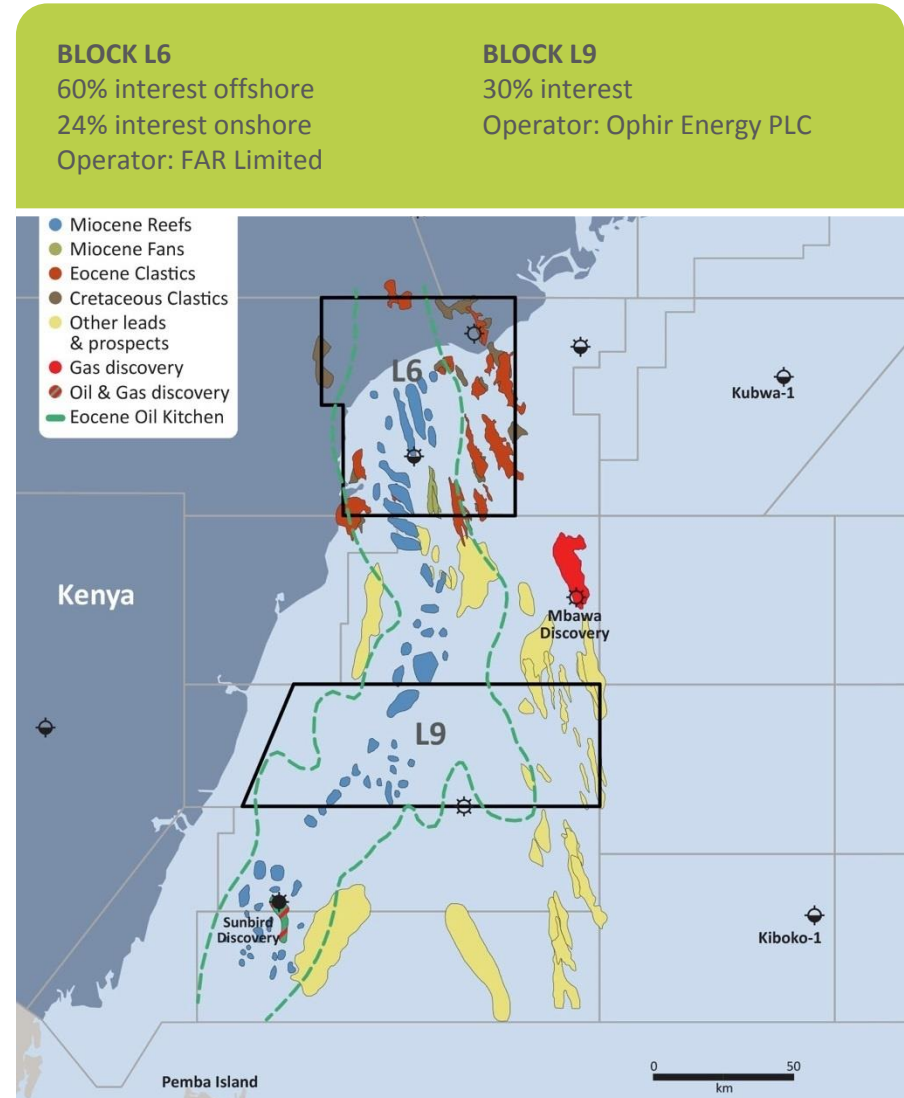 BLOCK L6
60% interest offshore
24% interest onshore
Operator: FAR Limited
BLOCK L9
30% interest
Operator: Ophir Energy PLC
Miocene Reefs
Miocene Fans
Eocene Clastics
Cretaceous Clastics
Other leads
& prospects
Gas discovery
Oil & Gas discovery
Eocene Oil Kitchen
L6
Kubwa-1
Kenya
Mbawa
Discovery
L9
Sunbird
Discovery
Kiboko-1
Pemba Island
0 50
km